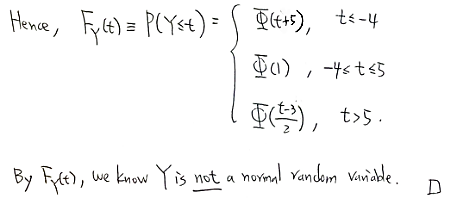 Hence, F_Y(t) ≡ P(Y≤t) = { Φ(t+5), t≤-4
Φ(1), -4≤t≤5
Φ((t-3)/2), t>5.
By F_Y(t), we know Y is not a normal random variable. □